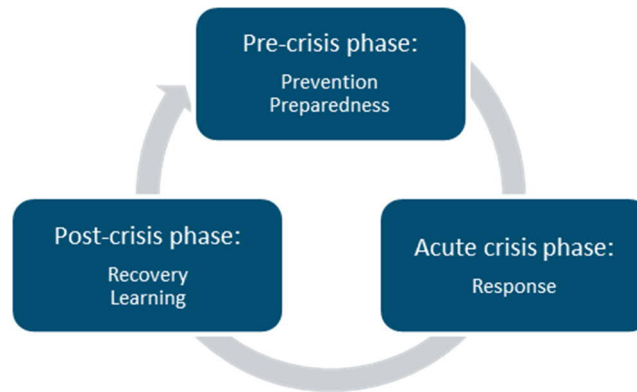 Pre-crisis phase:
Prevention
Preparedness
Acute crisis phase:
Response
Post-crisis phase:
Recovery
Learning